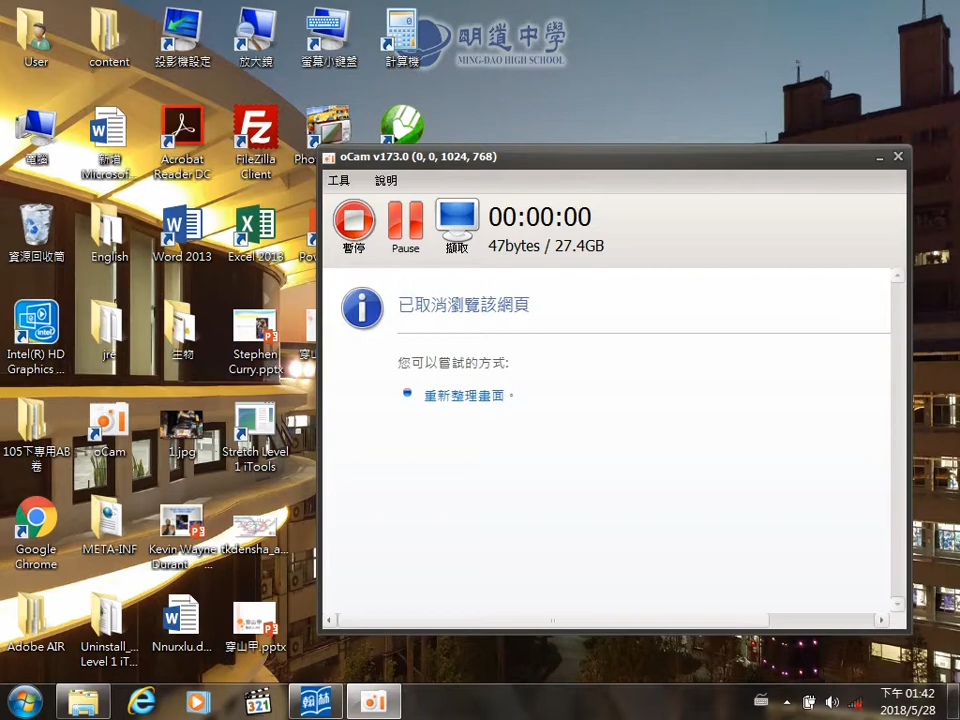 明道中學
MING-DAO HIGH SCHOOL
User
content
投影機設定
放大鏡
螢幕小鍵盤
計算機
電腦
新增
Microsof...
Acrobat
Reader DC
FileZilla
Client
資源回收筒
English
Word 2013
Excel 2013
Intel(R) HD
Graphics ...
jre
生物
Stephen
Curry.pptx
105下專用AB
卷
oCam
1.jpg
Stretch Level
1 iTools
Google
Chrome
META-INF
Kevin Wayne
Durant ...
tkdensha_a...
Adobe AIR
Uninstall_...
Level 1 iT...
Nnurxlu.d...
穿山甲.pptx
oCam v173.0 (0, 0, 1024, 768)
工具 說明
暫停
Pause
擷取
00:00:00
47bytes / 27.4GB
已取消瀏覽該網頁
您可以嘗試的方式:
重新整理畫面。
321
翰林
下午 01:42
2018/5/28